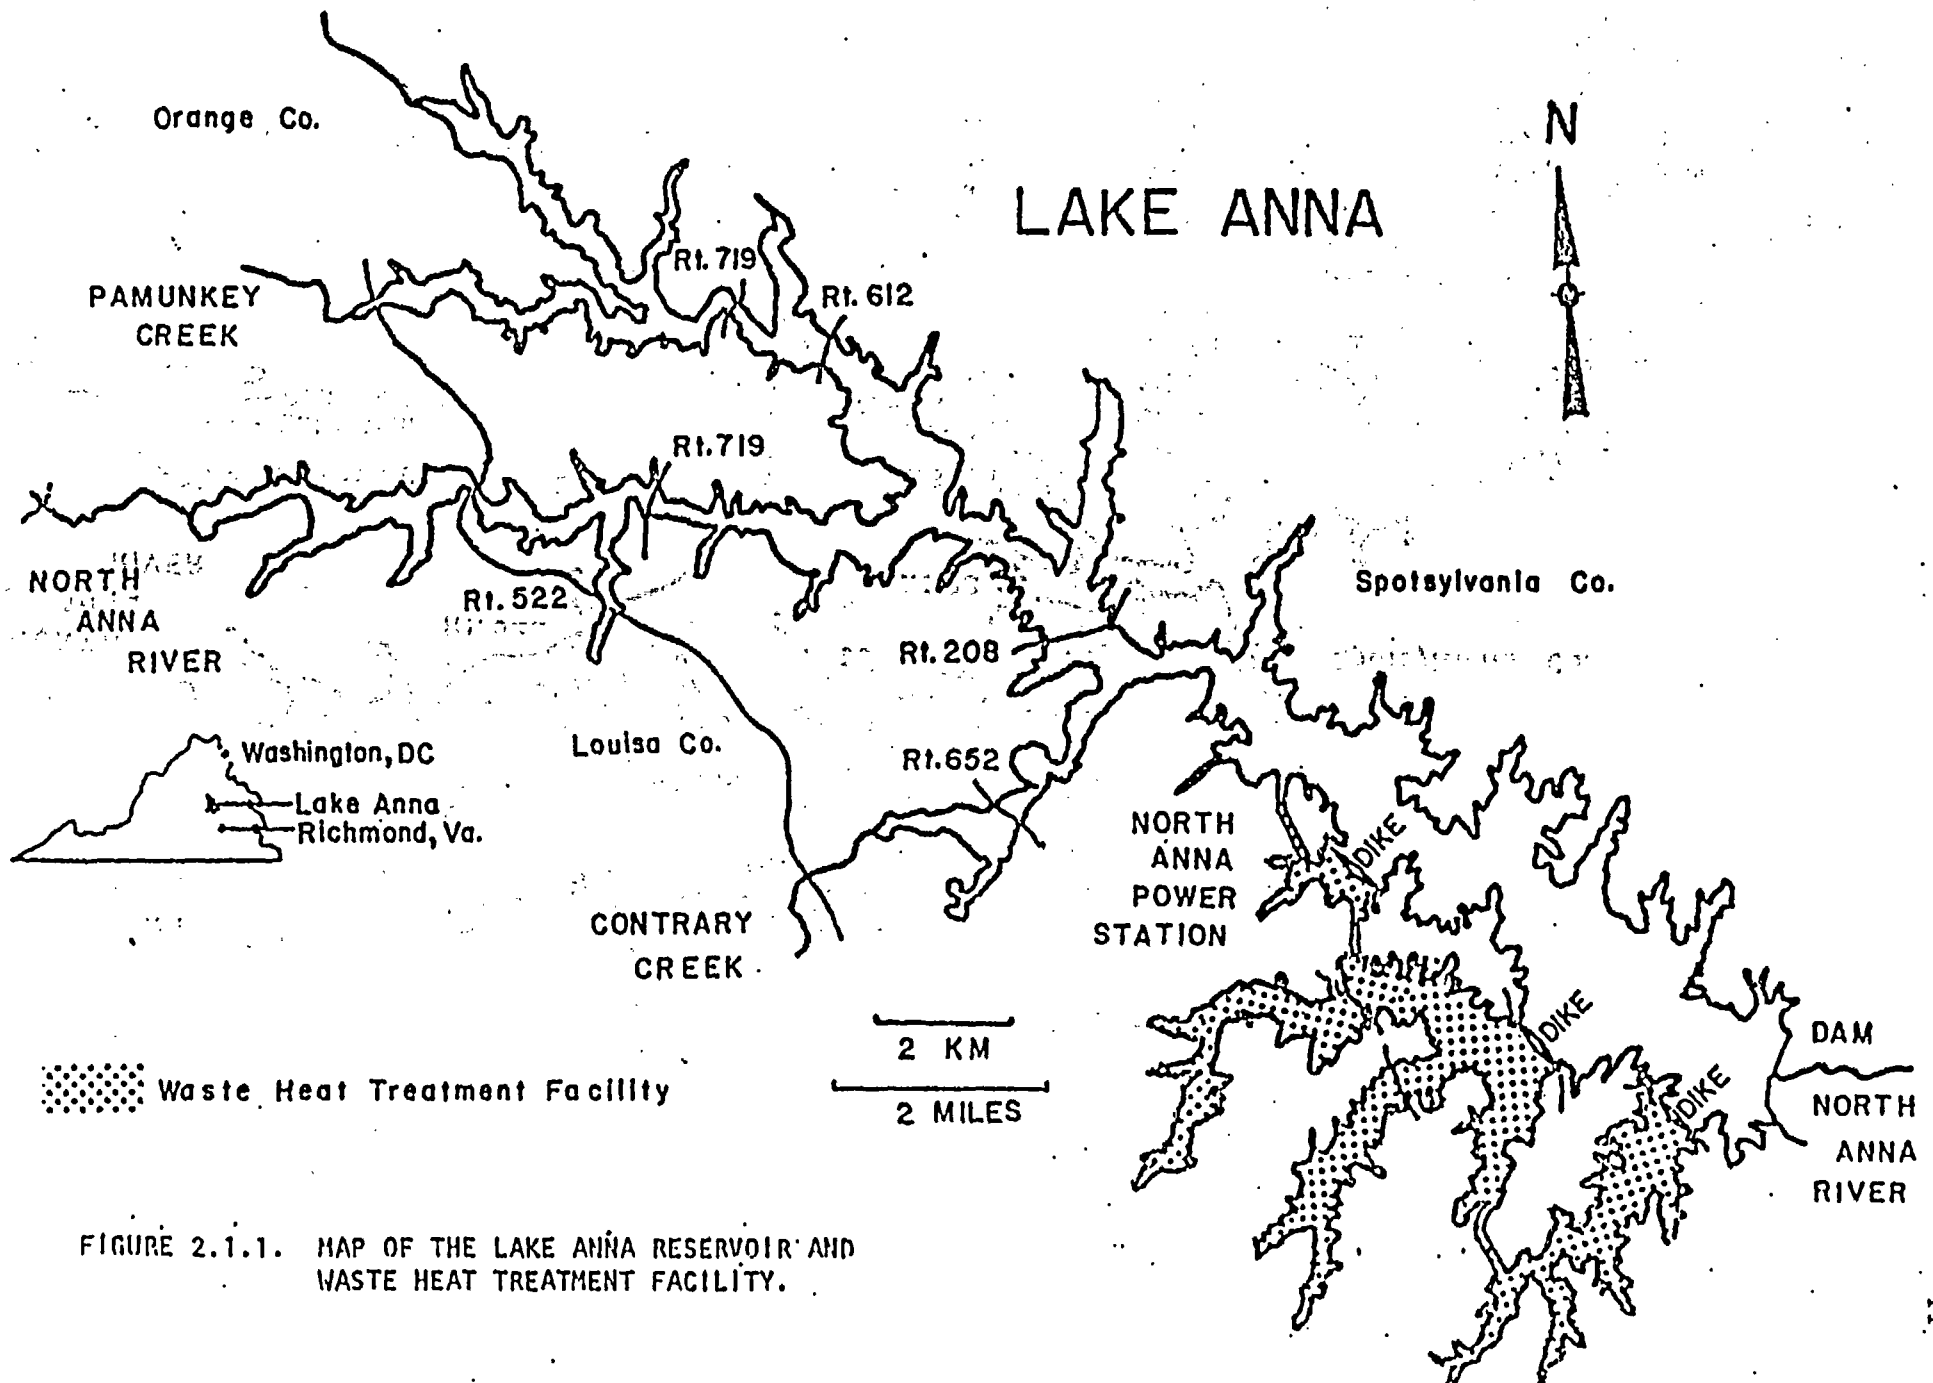 LAKE ANNA
N
Orange Co.
PAMUNKEY
CREEK
Rt. 719
Rt. 612
Rt. 719
NORTH
ANNA
RIVER
Rt. 522
Rt. 208
Spotsylvania Co.
Washington, DC
Lake Anna
Richmond, Va.
Louisa Co.
Rt. 652
NORTH
ANNA
POWER
STATION
DIKE
CONTRARY
CREEK
2 KM
2 MILES
DIKE
DIKE
DAM
NORTH
ANNA
RIVER
Waste Heat Treatment Facility
FIGURE 2.1.1. MAP OF THE LAKE ANNA RESERVOIR AND
WASTE HEAT TREATMENT FACILITY.